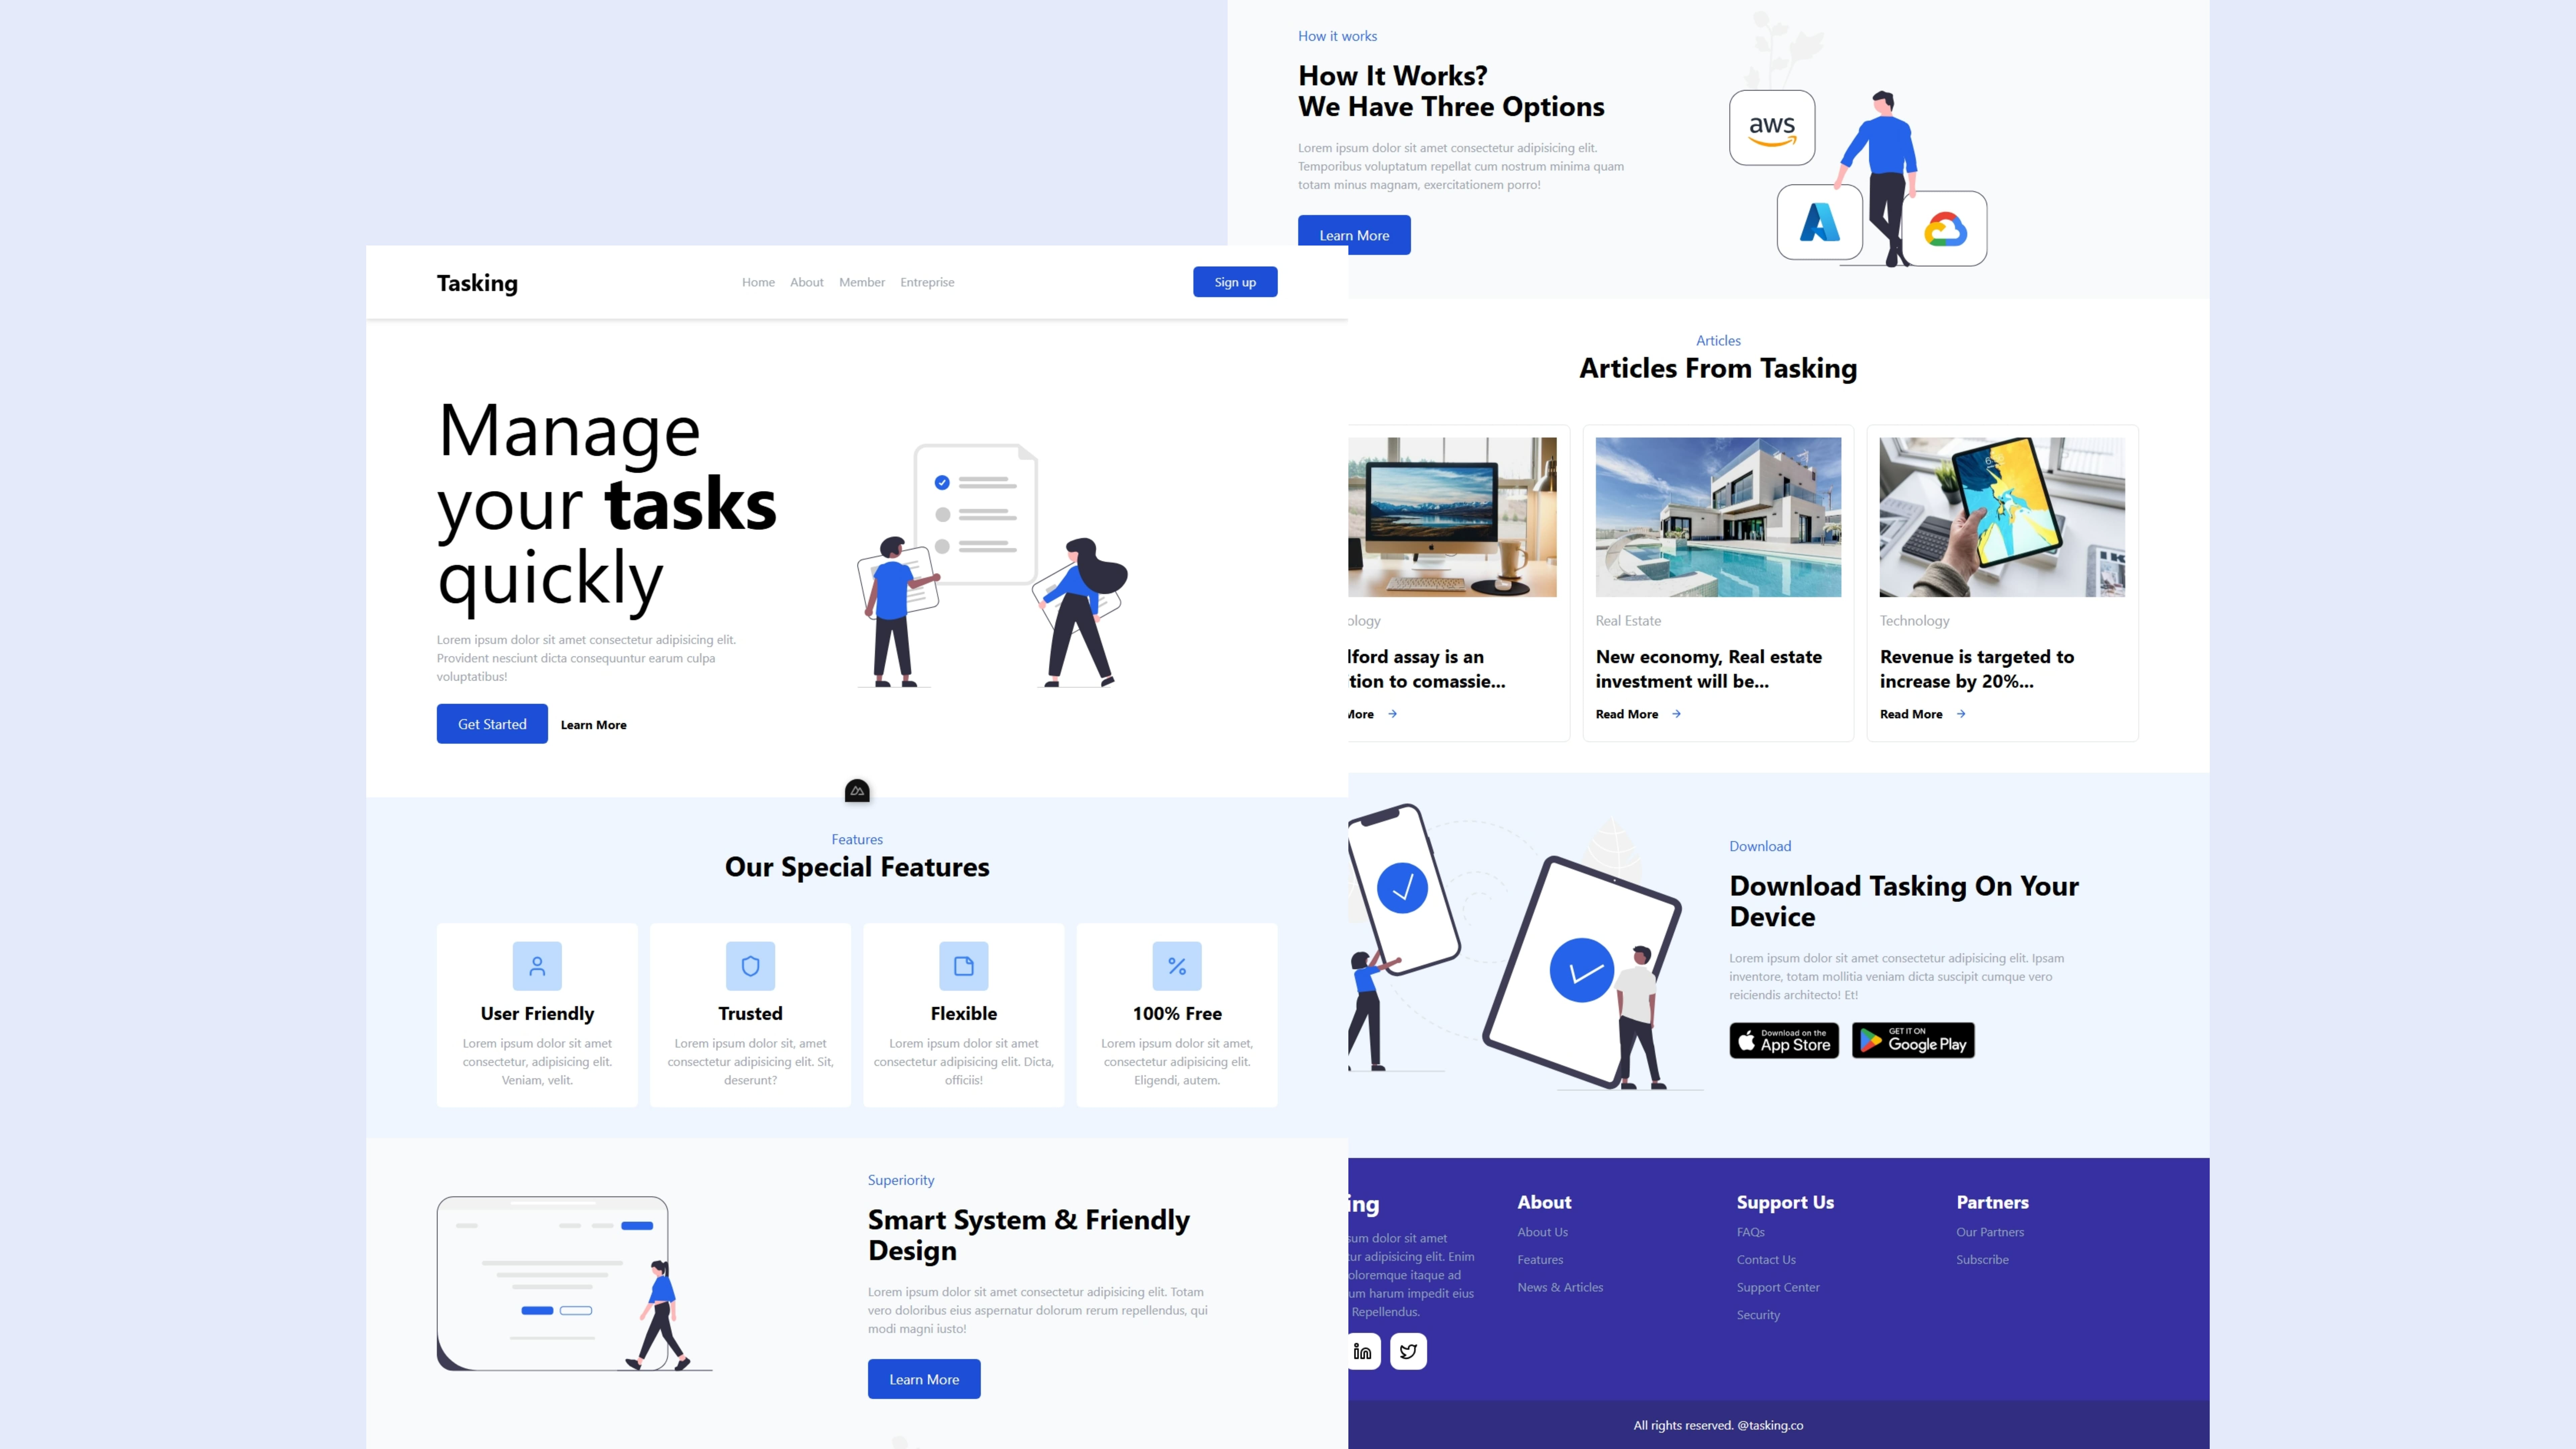 Tasking
Home
About
Member
Entreprise
Sign up
Manage
your tasks
quickly
Lorem ipsum dolor sit amet consectetur adipisicing elit.
Provident nesciunt dicta consequuntur earum culpa
voluptatibus!
Get Started
Learn More
Features
Our Special Features
User Friendly
Lorem ipsum dolor sit amet
consectetur, adipisicing elit.
Veniam, velit.
Trusted
Lorem ipsum dolor sit, amet
consectetur adipisicing elit. Sit,
deserunt?
Flexible
Lorem ipsum dolor sit amet
consectetur adipisicing elit. Dicta,
officiis!
100% Free
Lorem ipsum dolor sit amet,
consectetur adipisicing elit.
Eligendi, autem.
Superiority
Smart System & Friendly
Design
Lorem ipsum dolor sit amet consectetur adipisicing elit. Totam
vero doloribus eius aspernatur dolorum rerum repellendus, qui
modi magni iusto!
Learn More
How it works
How It Works?
We Have Three Options
Lorem ipsum dolor sit amet consectetur adipisicing elit.
Temporibus voluptatum repellat cum nostrum minima quam
totam minus magnam, exercitationem porro!
Learn More
aws
Articles
Articles From Tasking
ology
lford assay is an
tion to comassie...
More
Real Estate
New economy, Real estate
investment will be...
Read More
Technology
Revenue is targeted to
increase by 20%...
Read More
Download
Download Tasking On Your
Device
Lorem ipsum dolor sit amet consectetur adipisicing elit. Ipsam
inventore, totam mollitia veniam dicta suscipit cumque vero
reiciendis architecto! Et!
Download on the
App Store
GET IT ON
Google Play
ing
sum dolor sit amet
ur adipisicing elit. Enim
oloremque itaque ad
um harum impedit eius
Repellendus.
in
About
About Us
Features
News & Articles
Support Us
FAQs
Contact Us
Support Center
Security
Partners
Our Partners
Subscribe
All rights reserved. @tasking.co